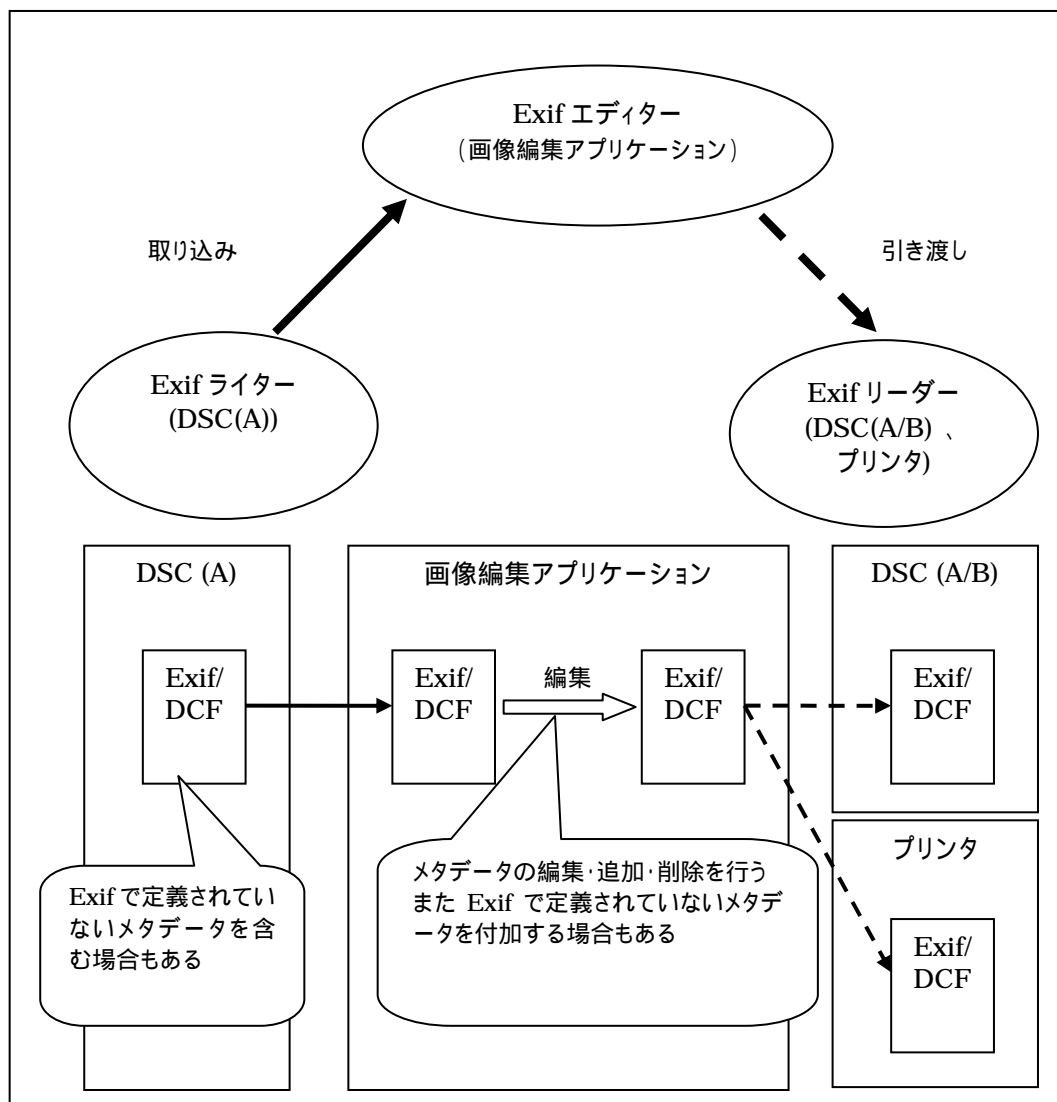 Exif エディター
(画像編集アプリケーション)
取り込み
引き渡し
Exif ライター
(DSC(A))
Exif リーダー
(DSC(A/B) 、
プリンタ)
DSC (A)
画像編集アプリケーション
DSC (A/B)
Exif/
DCF
Exif/
DCF
編集
Exif/
DCF
Exif/
DCF
プリンタ
Exif で定義されてい
ないメタデータを含
む場合もある
メタデータの編集・追加・削除を行う
また Exif で定義されていないメタデ
ータを付加する場合もある
Exif/
DCF